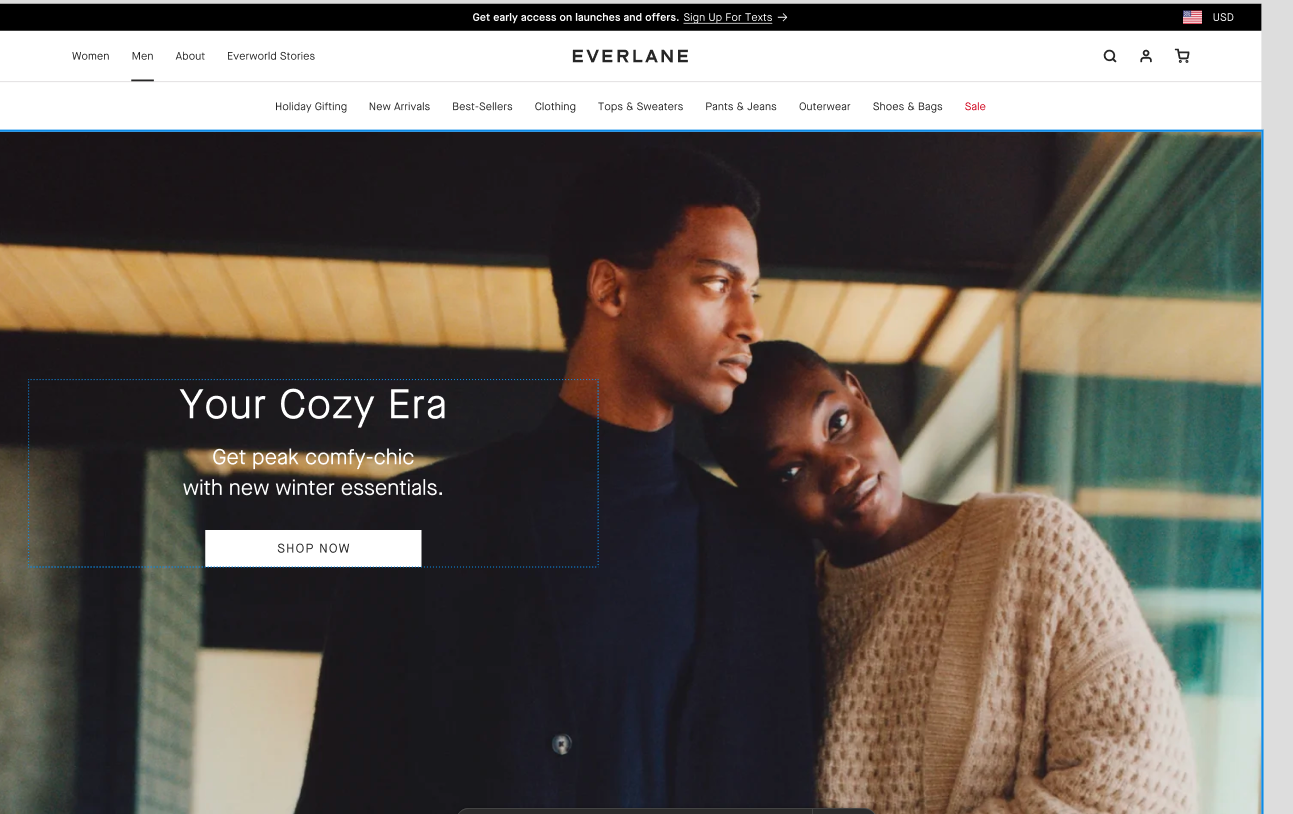 Get early access on launches and offers. Sign Up For Texts →
USD
Women Men About Everworld Stories
EVERLANE
Holiday Gifting New Arrivals Best-Sellers Clothing Tops & Sweaters Pants & Jeans Outerwear Shoes & Bags Sale
Your Cozy Era
Get peak comfy-chic
with new winter essentials.
SHOP NOW